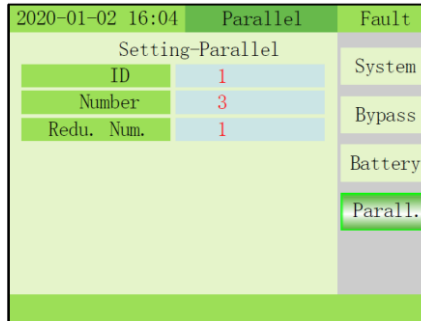 2020-01-02 16:04 Parallel Fault
Setting-Parallel
ID 1
Number 3
Redu. Num. 1
System
Bypass
Battery
Parall.